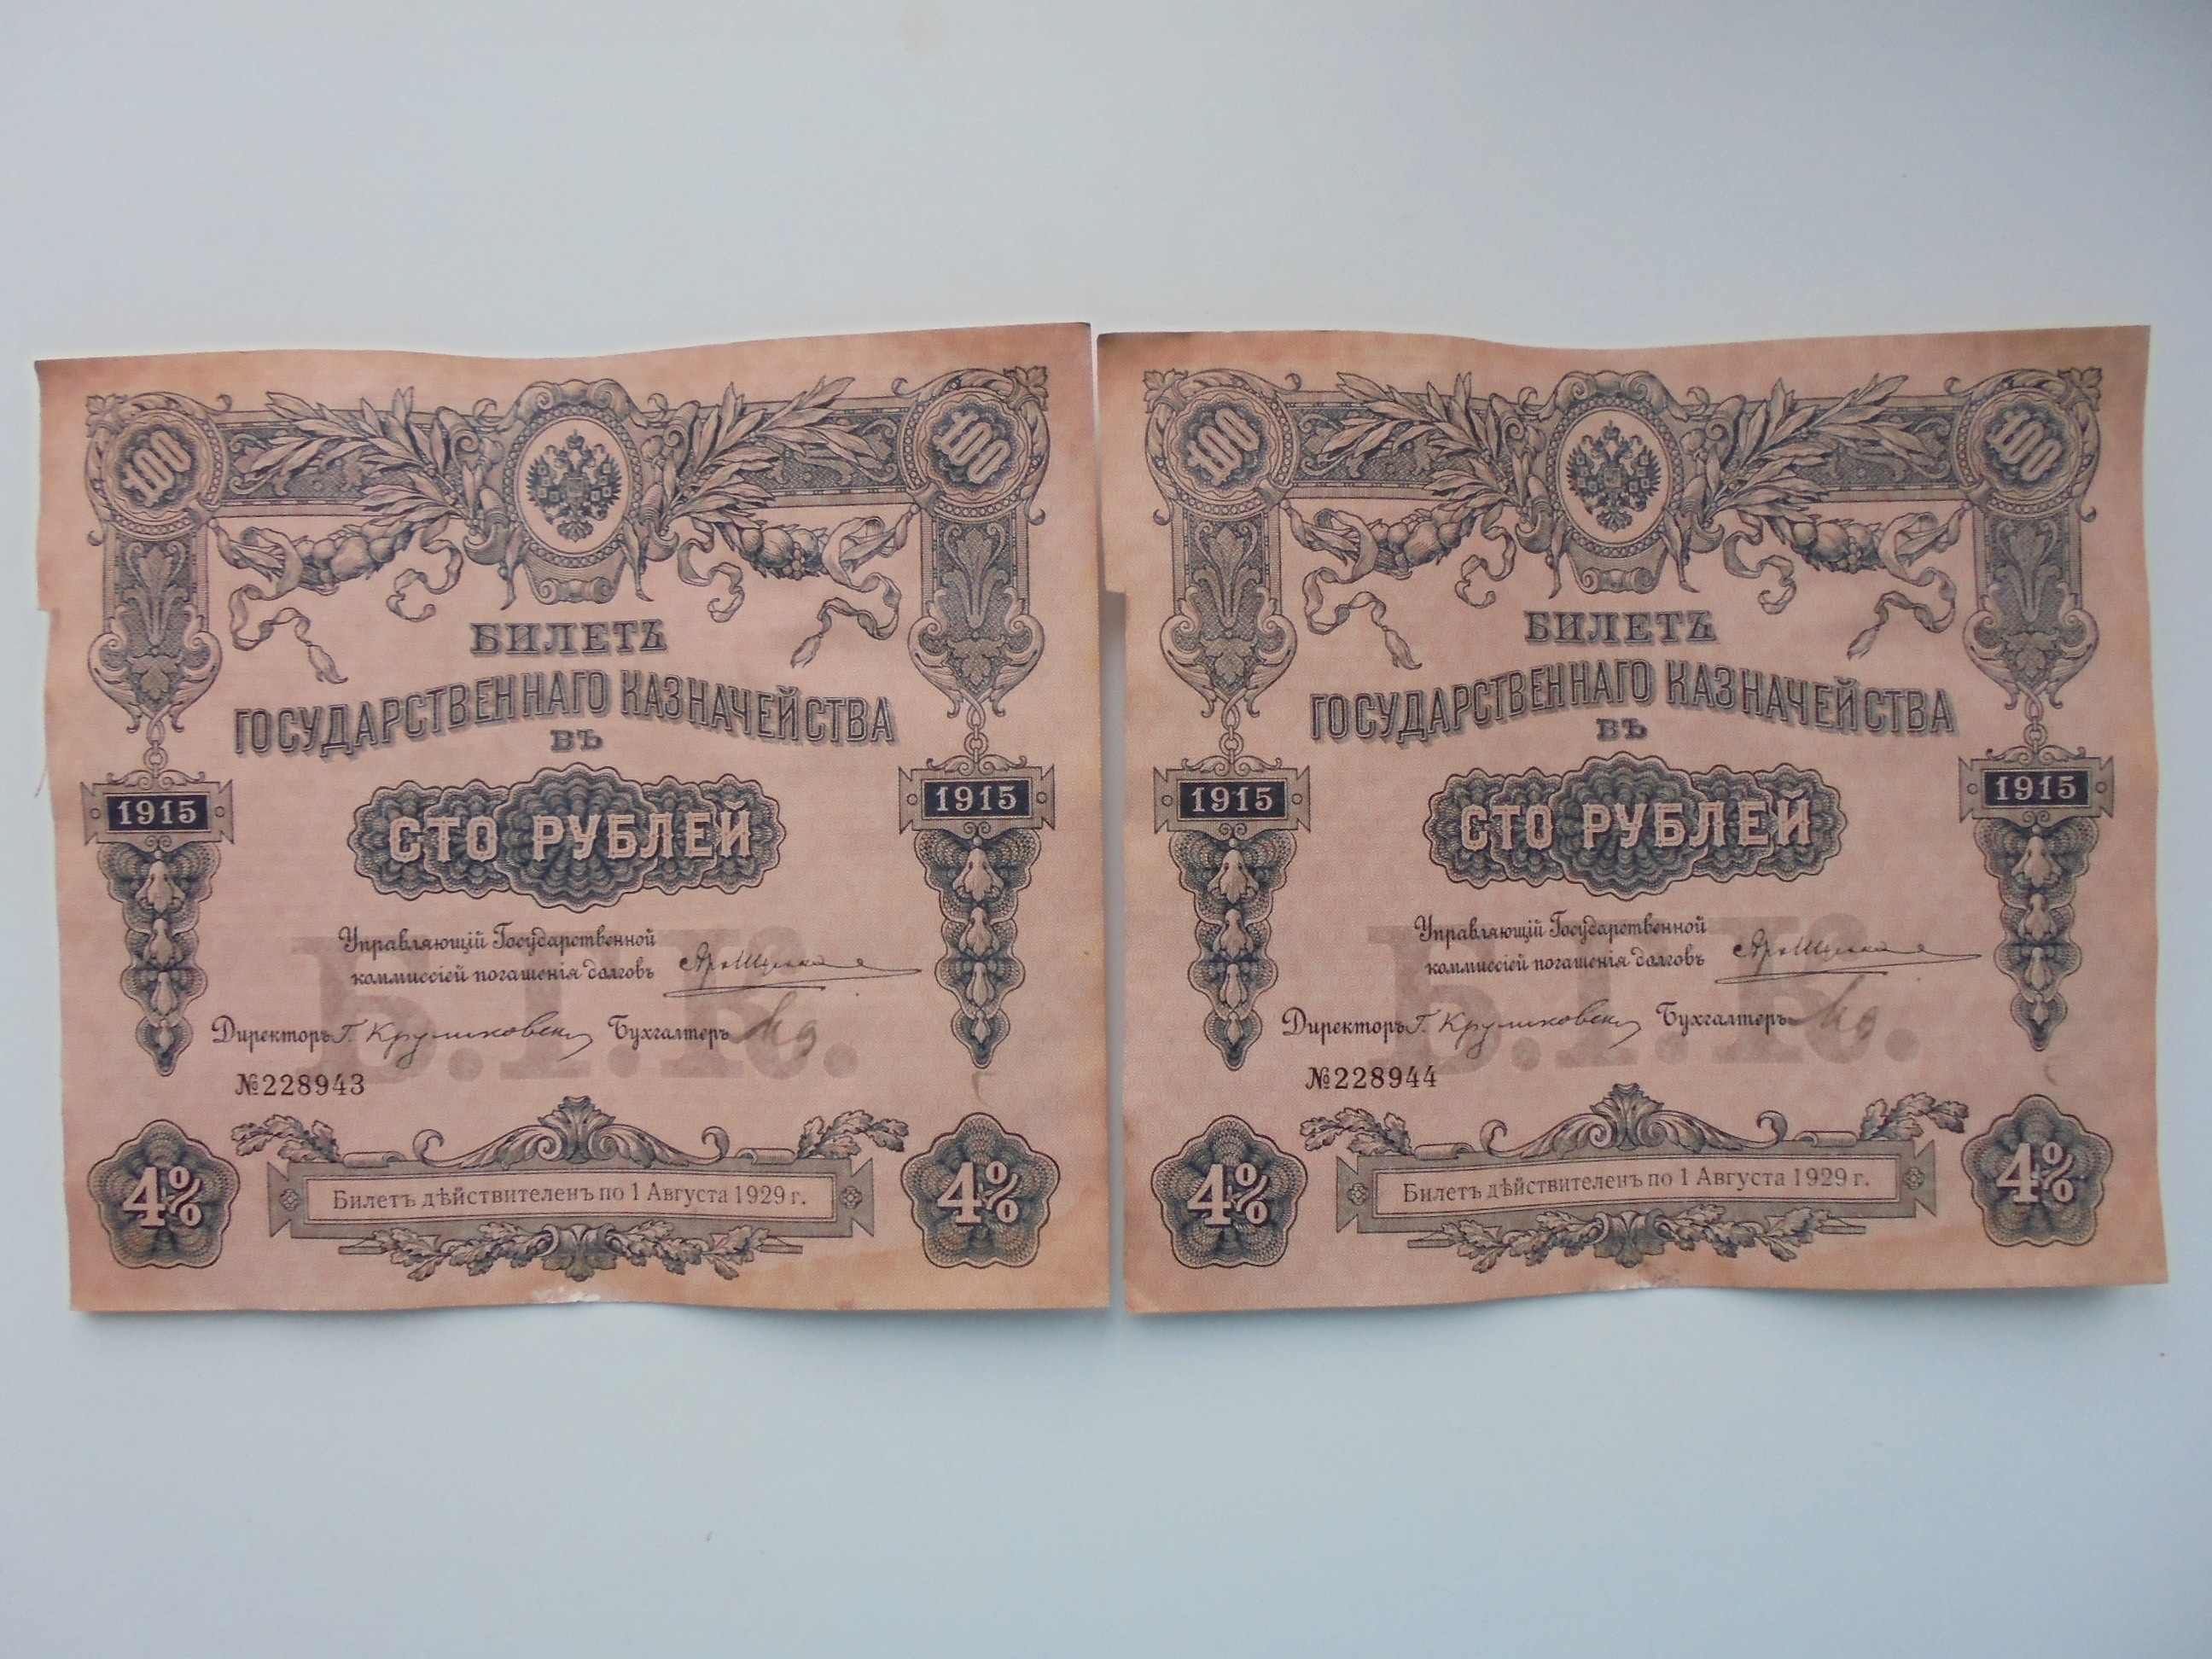 100 100
БИЛЕТЪ
ГОСУДАРСТВЕННАГО КАЗНАЧЕЙСТВА
ВЪ
1915 1915
СТО РУБЛЕЙ
Управляющій Государственной
коммиссіей погашенія долговъ
Директоръ Бухгалтеръ
Б.Г.К.
№228943
4% 4%
Билетъ дѣйствителенъ по 1 Августа 1929 г.
100 100
БИЛЕТЪ
ГОСУДАРСТВЕННАГО КАЗНАЧЕЙСТВА
ВЪ
1915 1915
СТО РУБЛЕЙ
Управляющій Государственной
коммиссіей погашенія долговъ
Директоръ Бухгалтеръ
Б.Г.К.
№228944
4% 4%
Билетъ дѣйствителенъ по 1 Августа 1929 г.